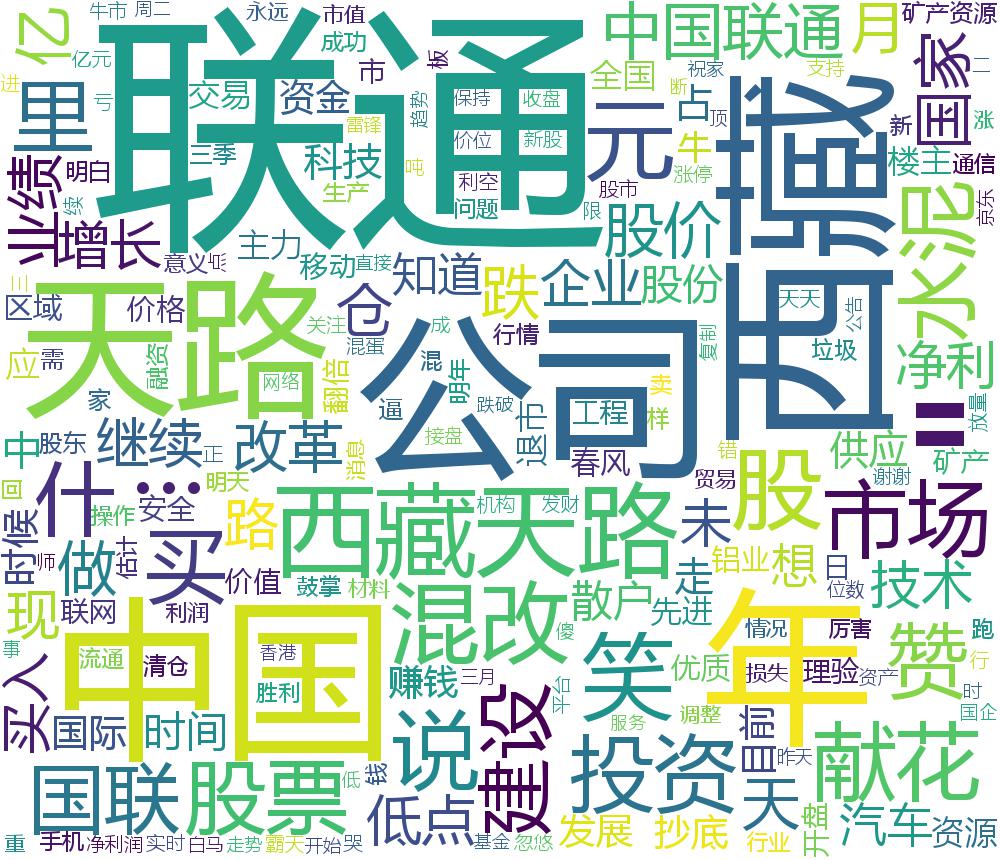 牛市
周二
永远
市值
矿产资源
亿
亿元
成功
中国联通
月
联通
市
板
全国
祝家
支持
国家
二
进
亏
交易
资金
保持
收盘
元
断
占
顶
西藏
新
涨
里
雷锋
趋势
价位
新股
牛
楼主
通信
三季
科技
吨
利空
股市
涨停
业绩
明白
生产
问题
限
股价
水泥
京东
续
增长
主力
移动
直接
知道
跌
企业
股份
天天
公告
意义
三
区域
价格
仓
行情
复制
垃圾
净利
天路
关注
混蛋
公司
成
混
明年
卖
应
需
融资
网络
翻倍
逼
跌破
退市
工程
样
放量
家
中
股东
继续
正
改革
消息
接盘
春风
错
供应
矿产
回
什
...
明天
操作
安全
路
西藏天路
机构
发财
贸易
股
谢谢
市场
未
时候
师
估计
做
买
价值
鼓掌
材料
混改
散户
走
先进
铝业
想
日
位数
技术
现
联网
利润
傻
情况
厉害
跑
事
中国
流通
清仓
香港
胜利
赚钱
三月
笑
优质
年
损失
理验
资产
赞
行
买入
国际
时间
说
建设
平台
服务
调整
目前
昨天
时
国企
献花
国联
股票
低
钱
低点
投资
天
开盘
汽车
资源
重
手机
净利润
实时
白马
走势
霸天
开始
哭
基金
忽悠
发展
抄底
行业